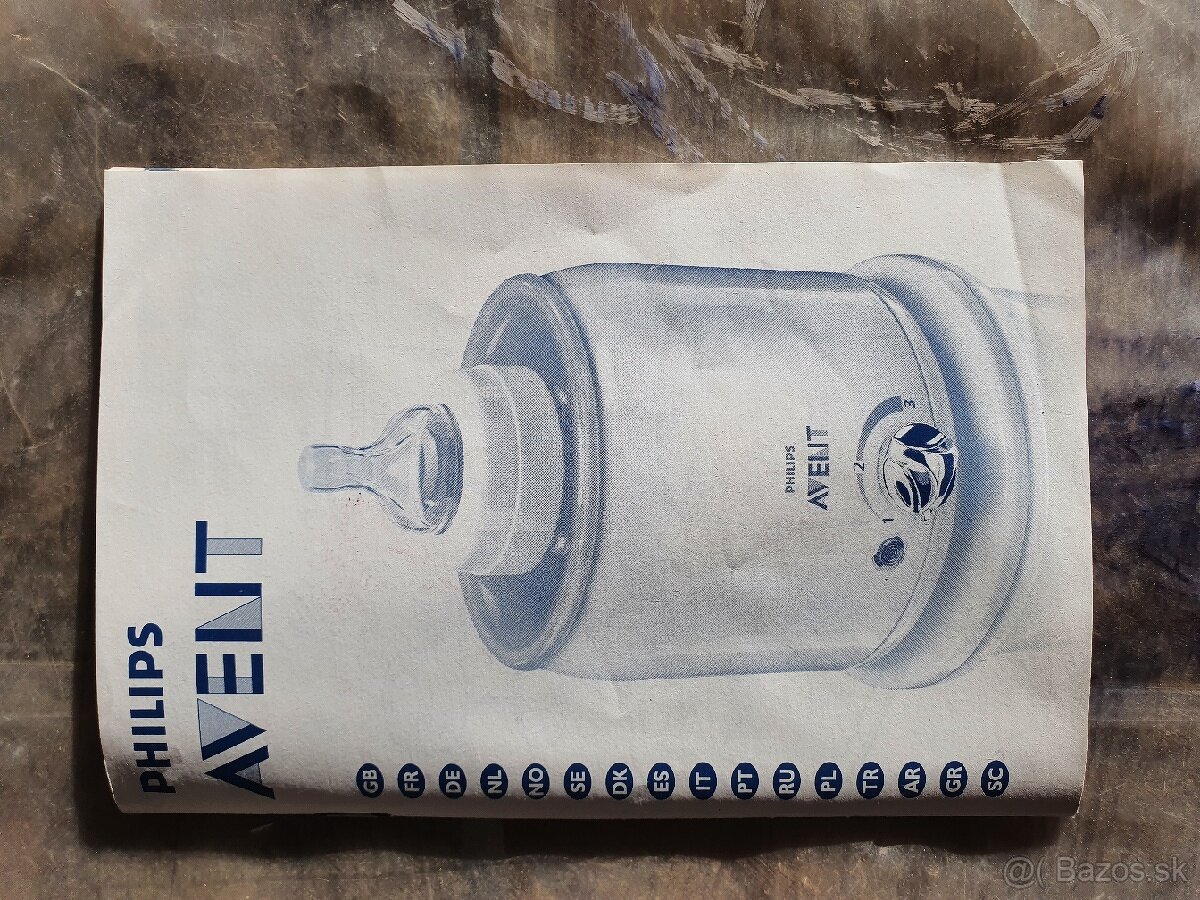 PHILIPS
AVENT
GB
FR
DE
NL
NO
SE
DK
ES
IT
PT
RU
PL
TR
AR
GR
SC
PHILIPS
AVENT
1
2
3
@( Bazos.sk